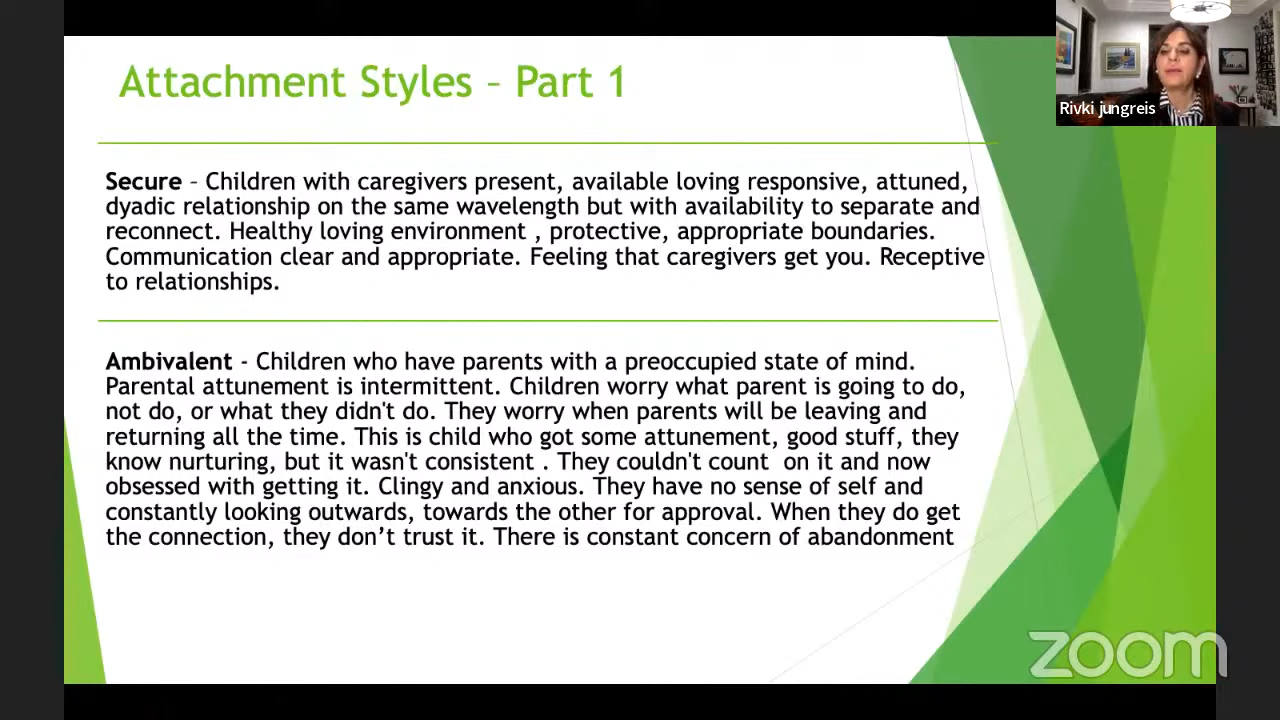 Attachment Styles – Part 1
Rivki jungreis
Secure – Children with caregivers present, available loving responsive, attuned,
dyadic relationship on the same wavelength but with availability to separate and
reconnect. Healthy loving environment , protective, appropriate boundaries.
Communication clear and appropriate. Feeling that caregivers get you. Receptive
to relationships.
Ambivalent - Children who have parents with a preoccupied state of mind.
Parental attunement is intermittent. Children worry what parent is going to do,
not do, or what they didn't do. They worry when parents will be leaving and
returning all the time. This is child who got some attunement, good stuff, they
know nurturing, but it wasn't consistent . They couldn't count  on it and now
obsessed with getting it. Clingy and anxious. They have no sense of self and
constantly looking outwards, towards the other for approval. When they do get
the connection, they don’t trust it. There is constant concern of abandonment
zoom